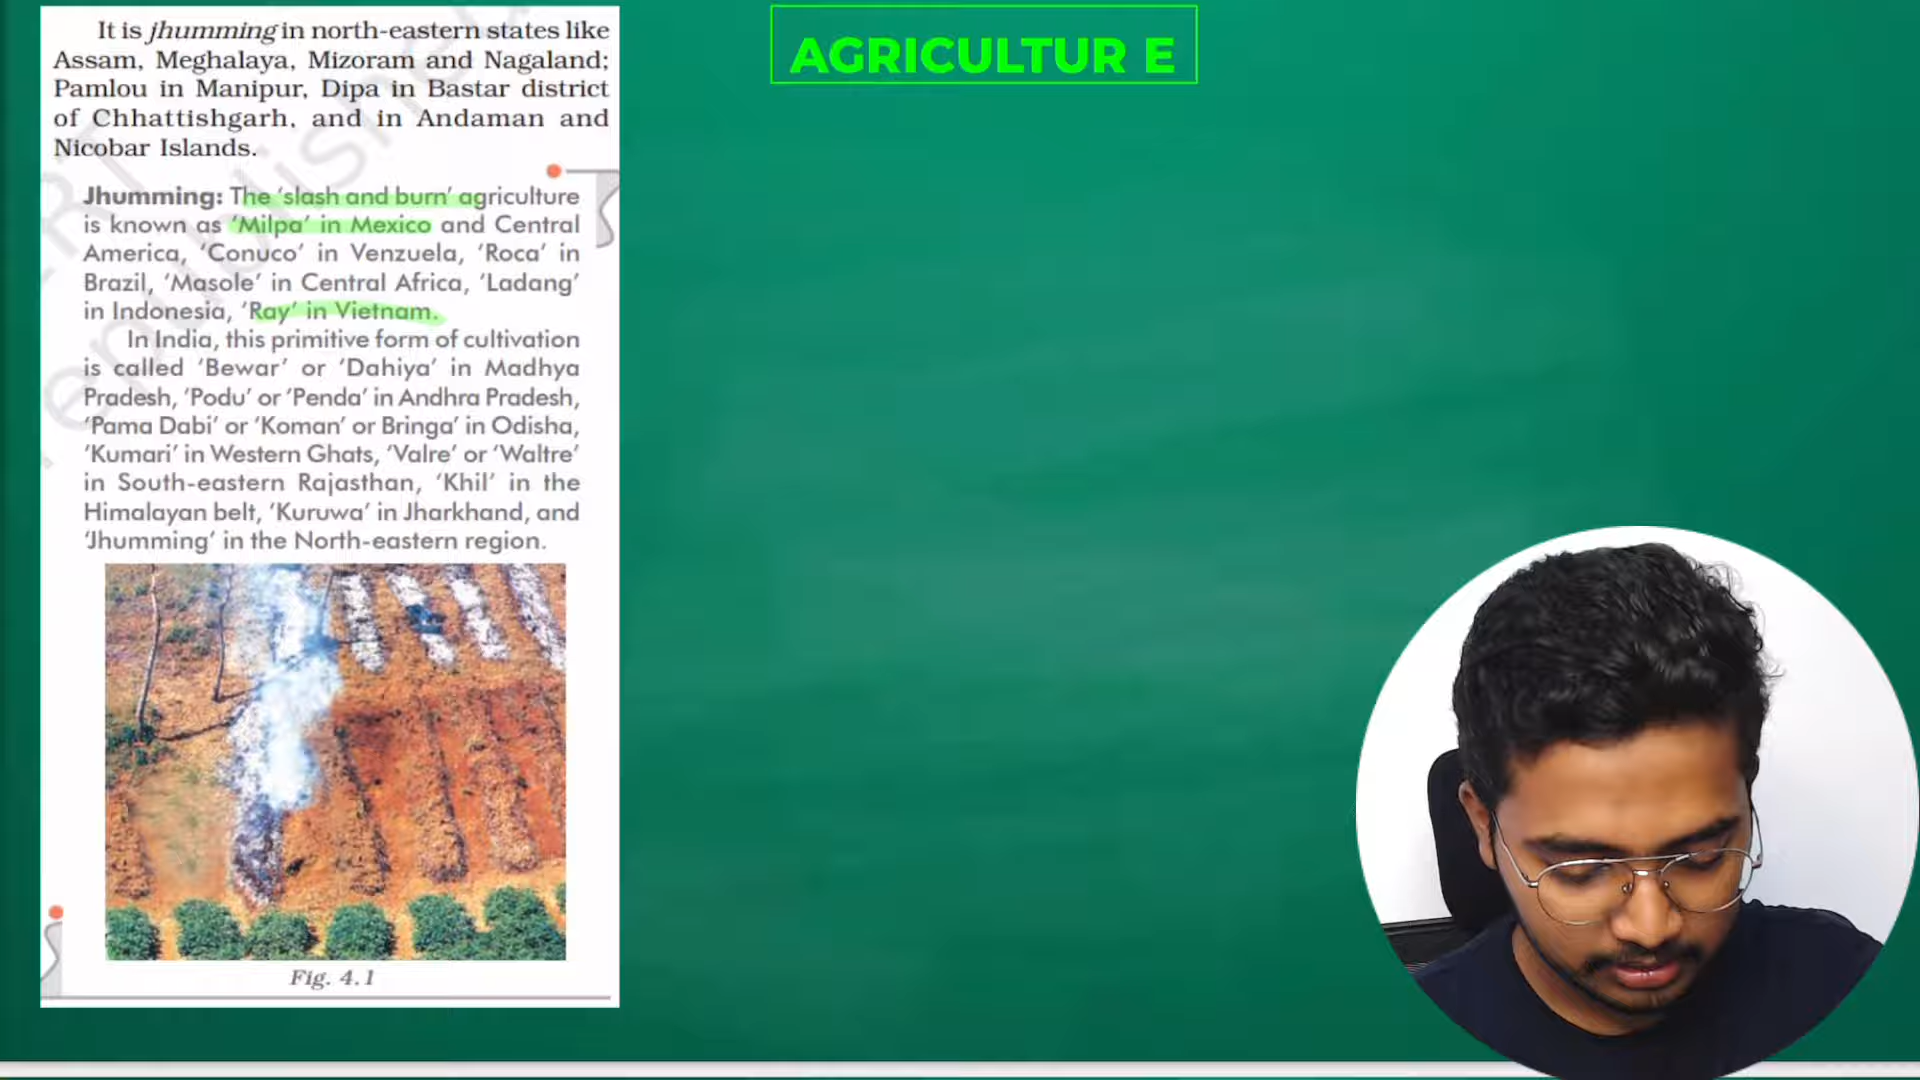 It is jhumming in north-eastern states like
Assam, Meghalaya, Mizoram and Nagaland;
Pamlou in Manipur, Dipa in Bastar district
of Chhattishgarh, and in Andaman and
Nicobar Islands.
Jhumming: The ‘slash and burn’ agriculture
is known as ‘Milpa’ in Mexico and Central
America, ‘Conuco’ in Venzuela, ‘Roca’ in
Brazil, ‘Masole’ in Central Africa, ‘Ladang’
in Indonesia, ‘Ray’ in Vietnam.
In India, this primitive form of cultivation
is called ‘Bewar’ or ‘Dahiya’ in Madhya
Pradesh, ‘Podu’ or ‘Penda’ in Andhra Pradesh,
‘Pama Dabi’ or ‘Koman’ or Bringa’ in Odisha,
‘Kumari’ in Western Ghats, ‘Valre’ or ‘Waltre’
in South-eastern Rajasthan, ‘Khil’ in the
Himalayan belt, ‘Kuruwa’ in Jharkhand, and
‘Jhumming’ in the North-eastern region.
Fig. 4.1
AGRICULTUR E